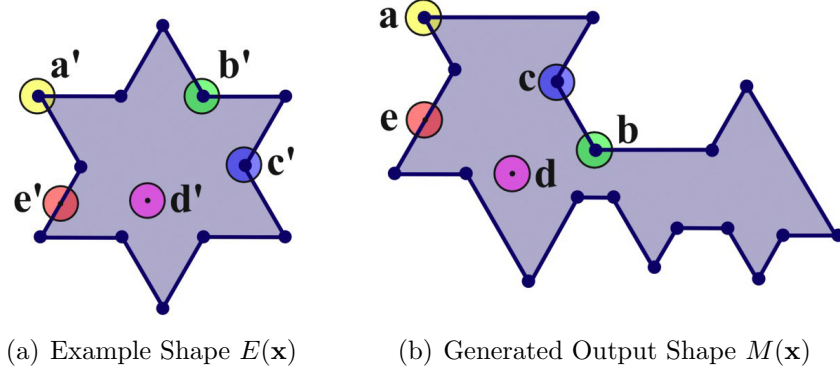 a'
b'
c'
d'
e'
a
c
e
b
d
(a) Example Shape E(x)
(b) Generated Output Shape M(x)